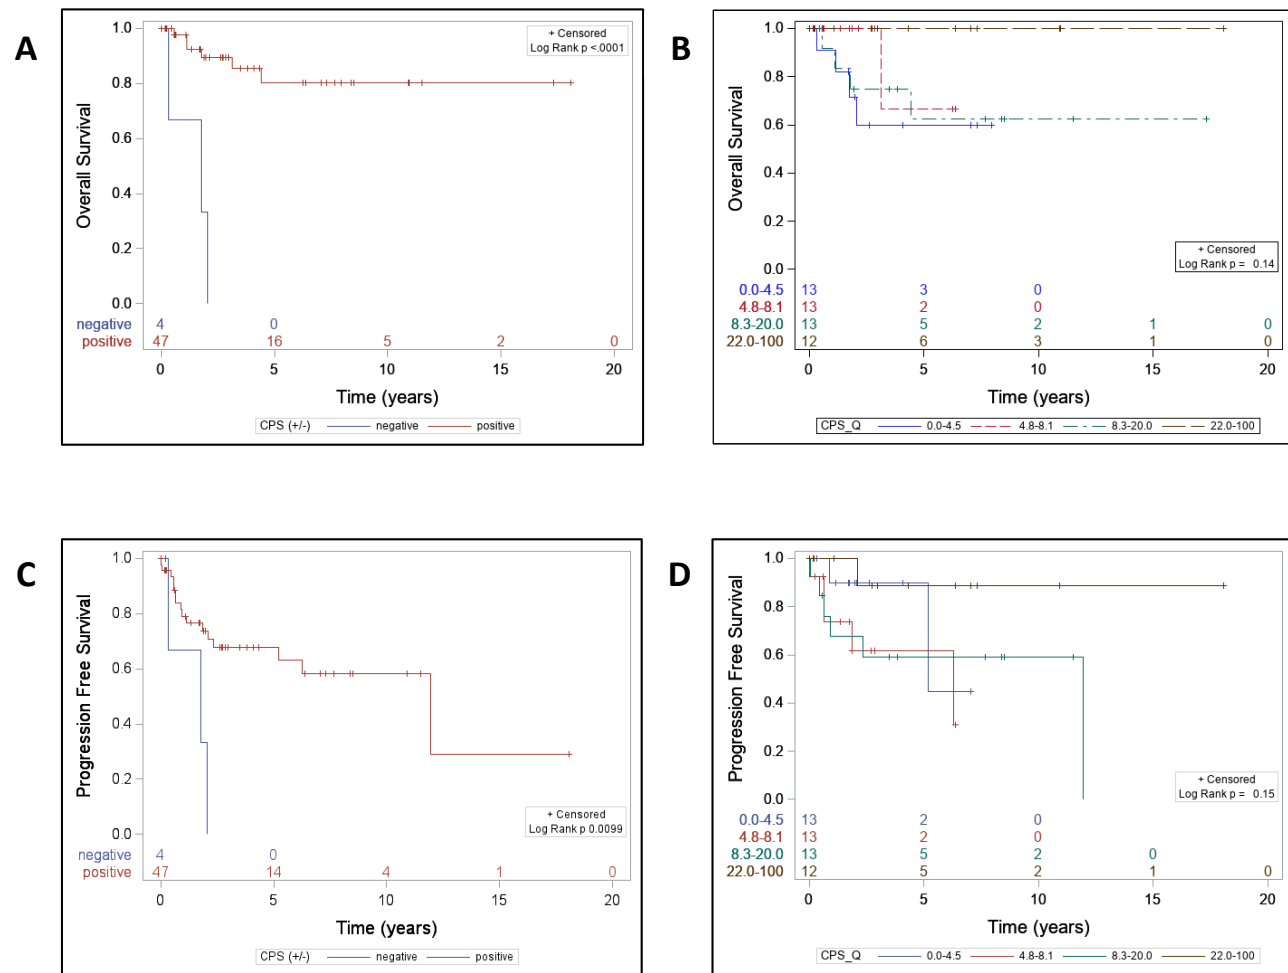 A
1.0
0.8
0.6
0.4
0.2
0.0
Overall Survival
+ Censored
Log Rank p <.0001
negative 4 0
positive 47 16 5 2 0
0 5 10 15 20
Time (years)
CPS (+/-) negative positive
B
1.0
0.8
0.6
0.4
0.2
0.0
Overall Survival
+ Censored
Log Rank p = 0.14
0.0-4.5 13 3 0
4.8-8.1 13 2 0
8.3-20.0 13 5 2 1 0
22.0-100 12 6 3 1 0
0 5 10 15 20
Time (years)
CPS_Q 0.0-4.5 4.8-8.1 8.3-20.0 22.0-100
C
1.0
0.8
0.6
0.4
0.2
0.0
Progression Free Survival
+ Censored
Log Rank p 0.0099
negative 4 0
positive 47 14 4 1 0
0 5 10 15 20
Time (years)
CPS (+/-) negative positive
D
1.0
0.8
0.6
0.4
0.2
0.0
Progression Free Survival
+ Censored
Log Rank p = 0.15
0.0-4.5 13 2 0
4.8-8.1 13 2 0
8.3-20.0 13 5 2 0
22.0-100 12 5 2 1 0
0 5 10 15 20
Time (years)
CPS_Q 0.0-4.5 4.8-8.1 8.3-20.0 22.0-100